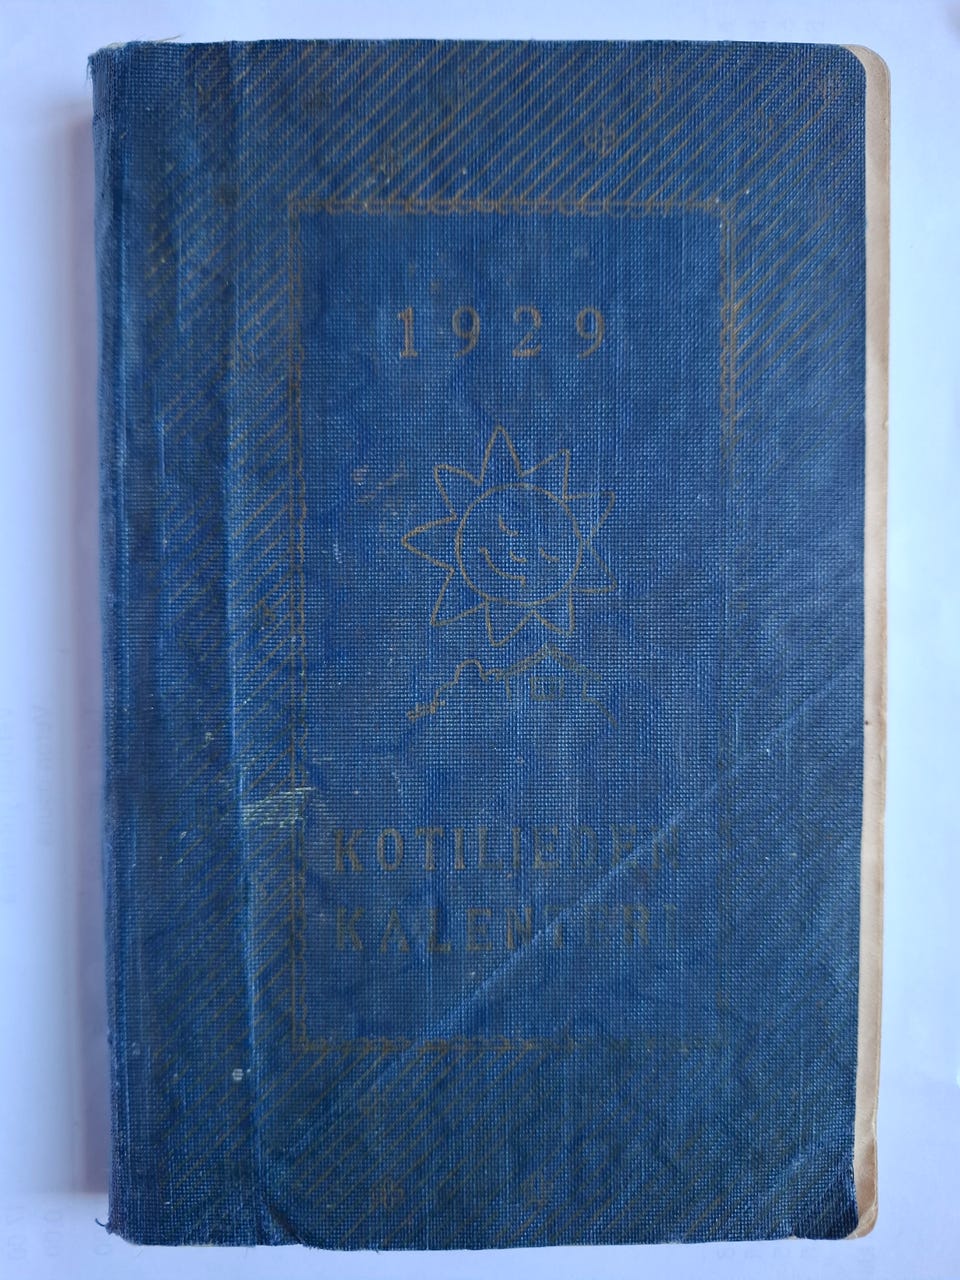 1929
KOTILIEDEN
KALENTERI